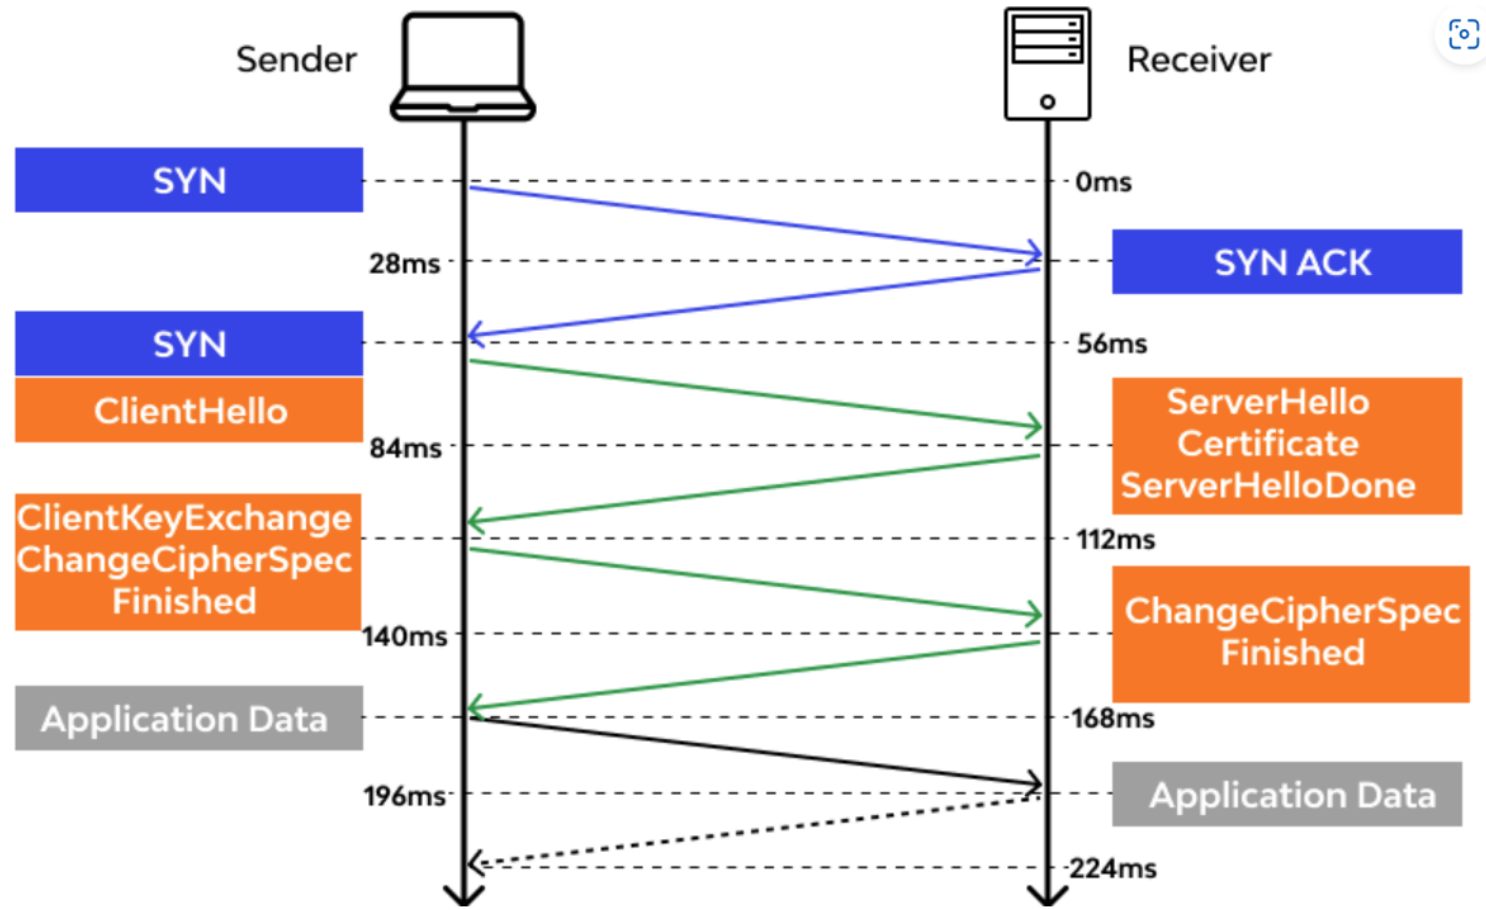 Sender
Receiver
SYN
0ms
28ms
SYN ACK
SYN
56ms
ClientHello
ServerHello
Certificate
ServerHelloDone
84ms
ClientKeyExchange
ChangeCipherSpec
Finished
112ms
ChangeCipherSpec
Finished
140ms
Application Data
168ms
196ms
Application Data
224ms